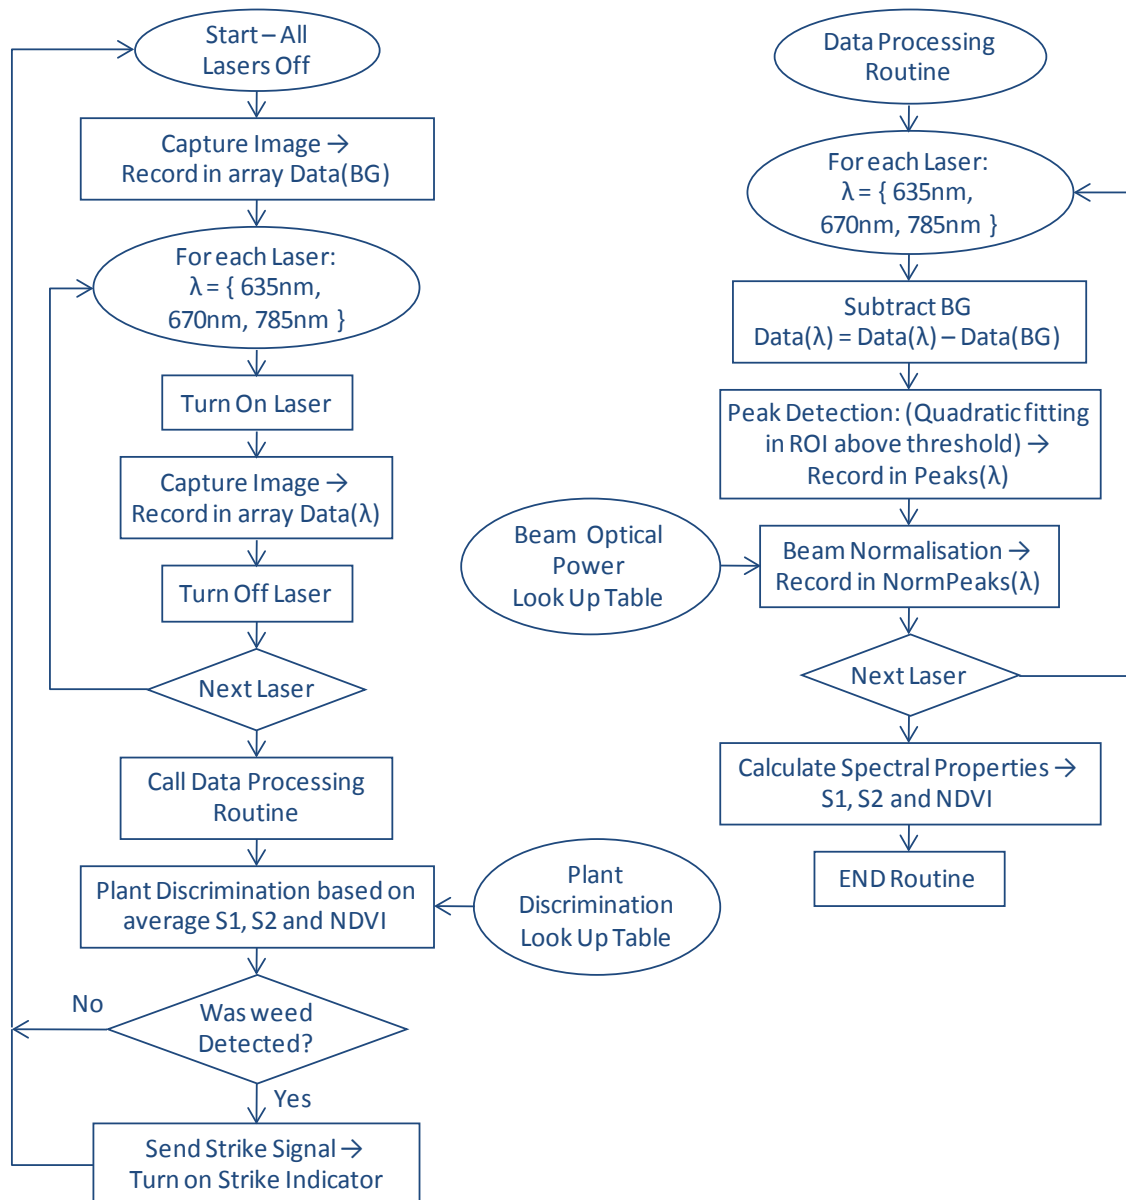 Start – All
Lasers Off
Capture Image →
Record in array Data(BG)
For each Laser:
λ = { 635nm,
670nm, 785nm }
Turn On Laser
Capture Image →
Record in array Data(λ)
Turn Off Laser
Next Laser
Call Data Processing
Routine
Plant Discrimination based on
average S1, S2 and NDVI
Plant
Discrimination
Look Up Table
No
Was weed
Detected?
Yes
Send Strike Signal →
Turn on Strike Indicator
Data Processing
Routine
For each Laser:
λ = { 635nm,
670nm, 785nm }
Subtract BG
Data(λ) = Data(λ) – Data(BG)
Peak Detection: (Quadratic fitting
in ROI above threshold) →
Record in Peaks(λ)
Beam Optical
Power
Look Up Table
Beam Normalisation →
Record in NormPeaks(λ)
Next Laser
Calculate Spectral Properties →
S1, S2 and NDVI
END Routine